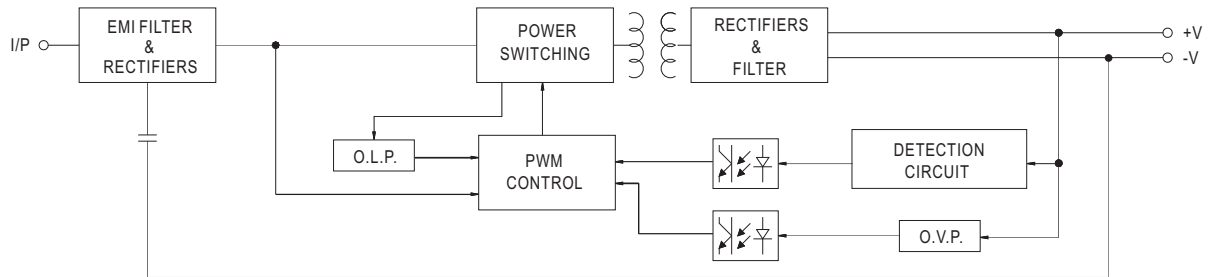 I/P
EMI FILTER
&
RECTIFIERS
POWER
SWITCHING
RECTIFIERS
&
FILTER
+V
-V
O.L.P.
PWM
CONTROL
DETECTION
CIRCUIT
O.V.P.